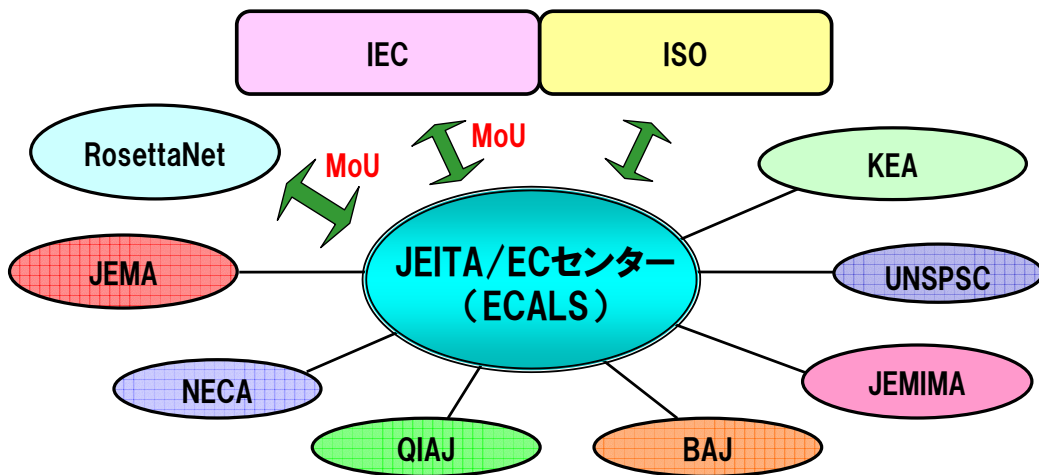 IEC
ISO
RosettaNet
MoU
MoU
KEA
JEMA
JEITA/ECセンター
(ECALS)
UNSPSC
NECA
JEMIMA
QIAJ
BAJ